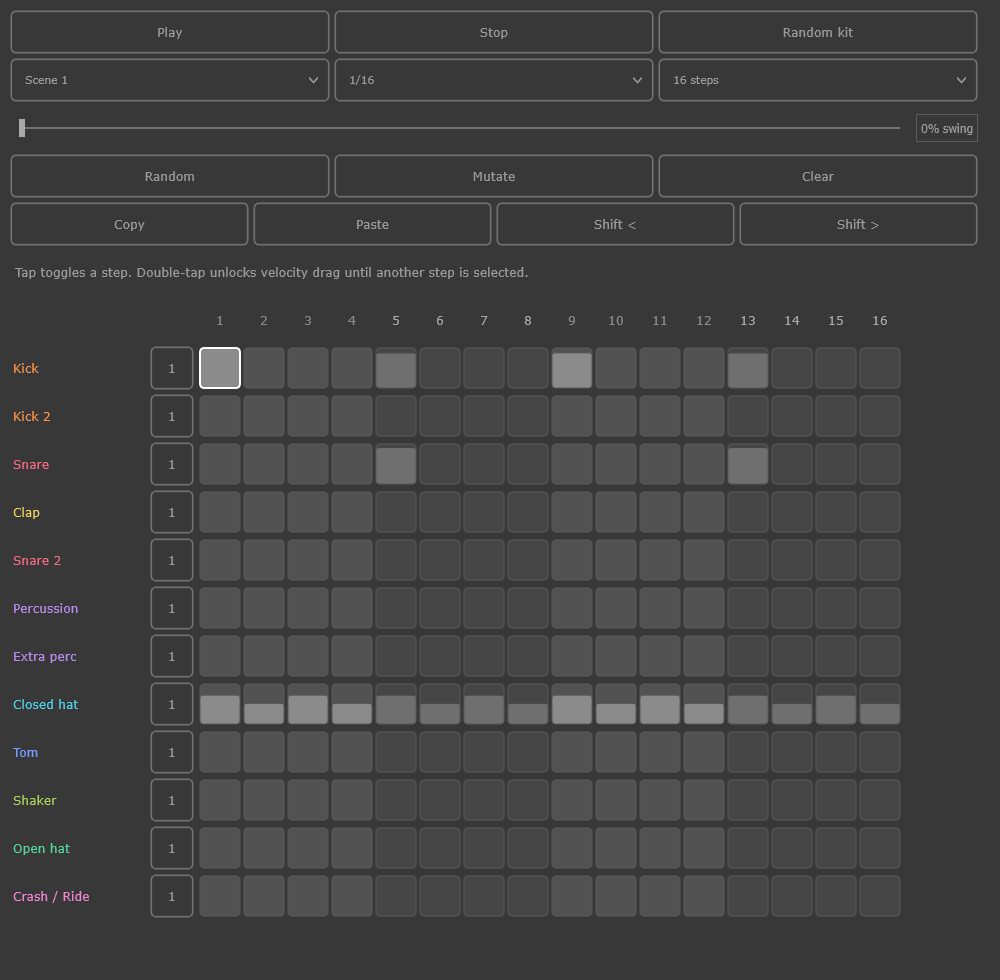 Play Stop Random kit
Scene 1 1/16 16 steps
0% swing
Random Mutate Clear
Copy Paste Shift < Shift >
Tap toggles a step. Double-tap unlocks velocity drag until another step is selected.
1 2 3 4 5 6 7 8 9 10 11 12 13 14 15 16
Kick 1
Kick 2 1
Snare 1
Clap 1
Snare 2 1
Percussion 1
Extra perc 1
Closed hat 1
Tom 1
Shaker 1
Open hat 1
Crash / Ride 1